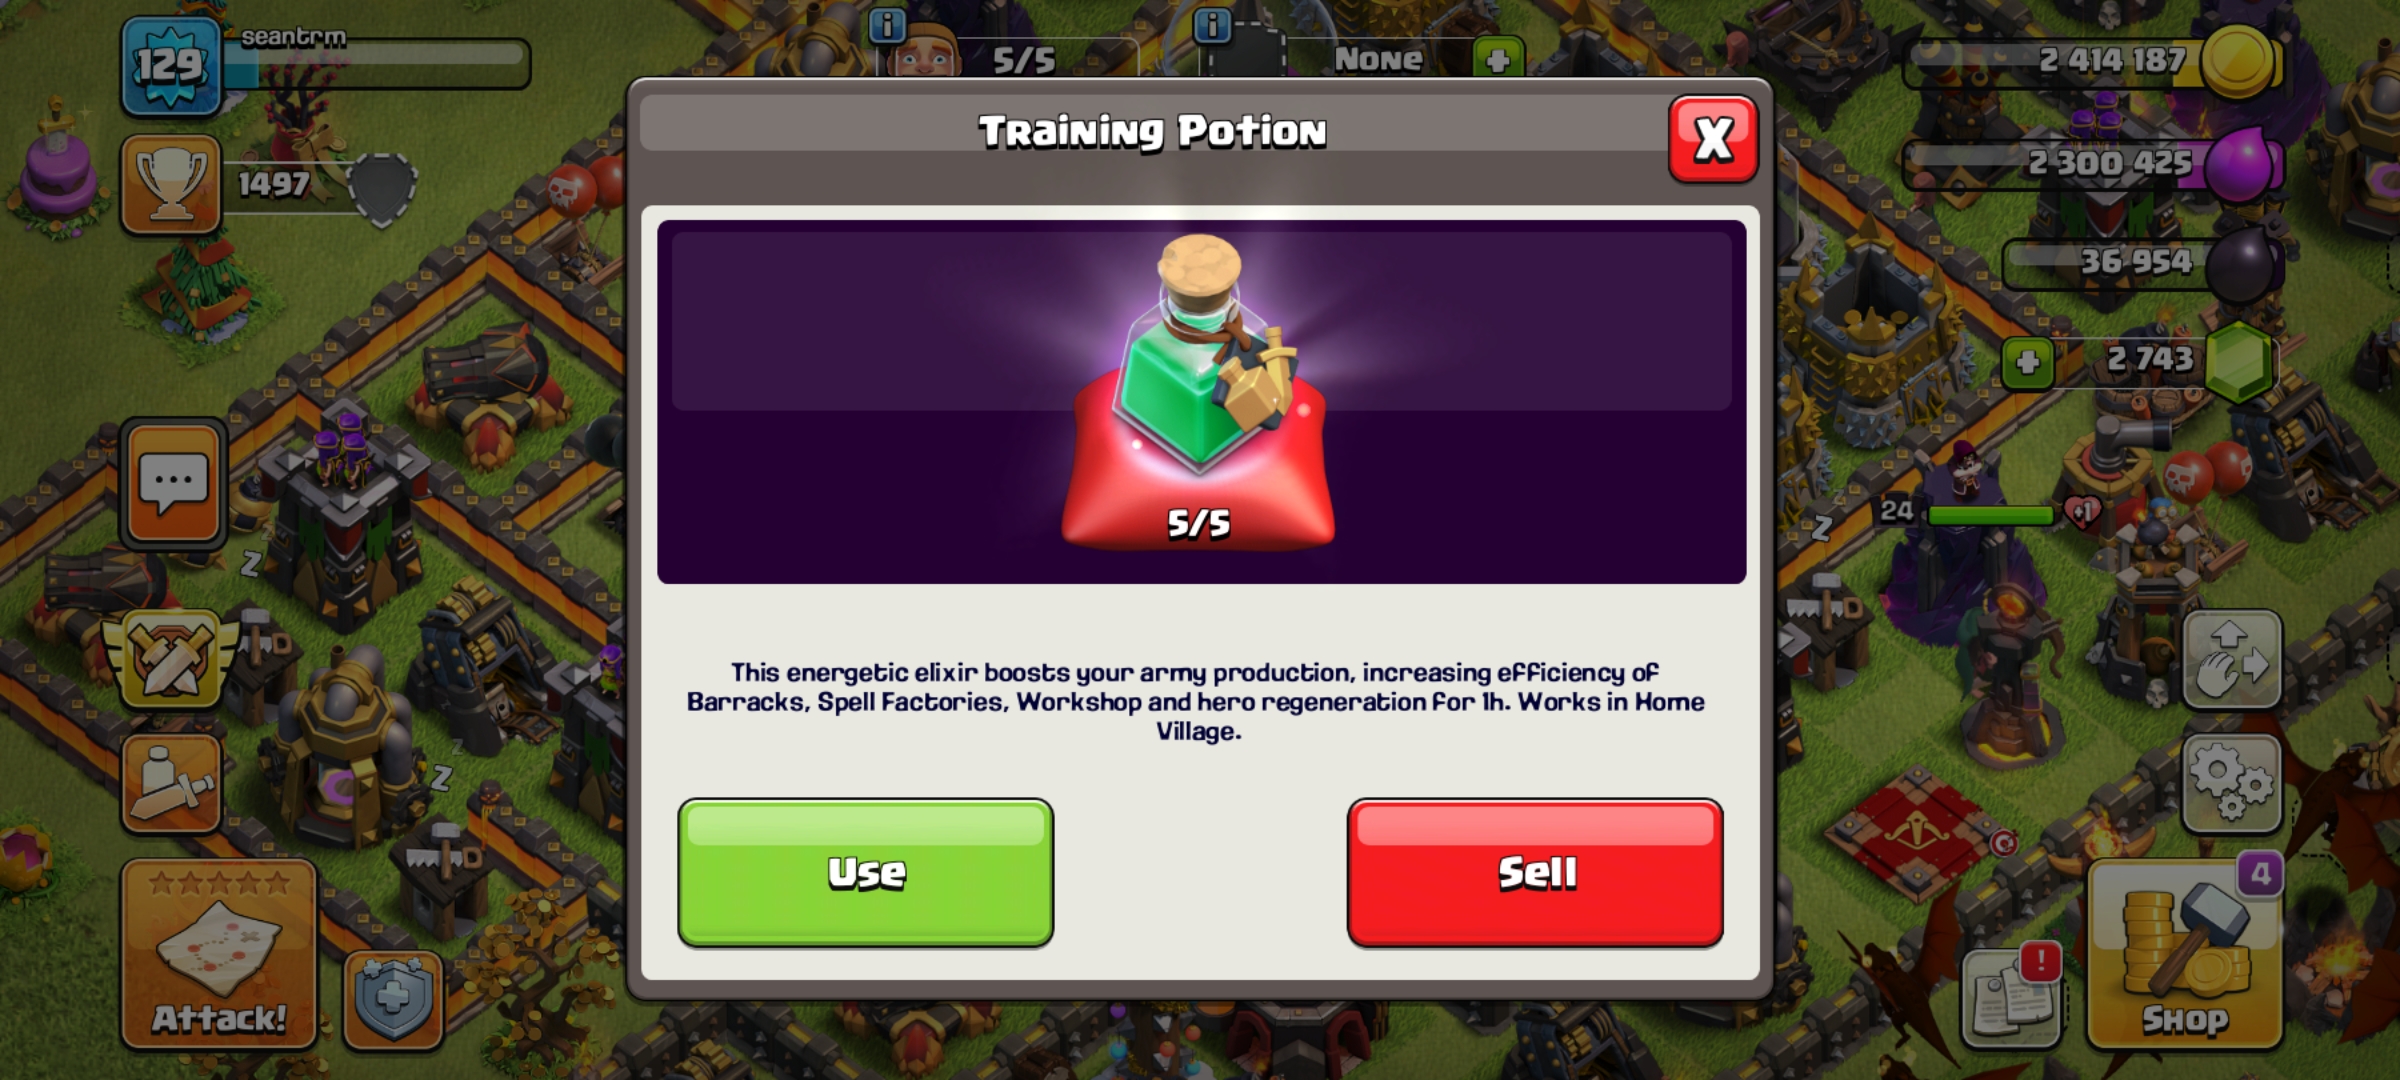 129
seantrm
5/5
None
2 414 187
1497
2 300 425
36 954
2 743
Training Potion
X
5/5
24
+1
This energetic elixir boosts your army production, increasing efficiency of
Barracks, Spell Factories, Workshop and hero regeneration for 1h. Works in Home
Village.
Use
Sell
Attack!
4
!
Shop